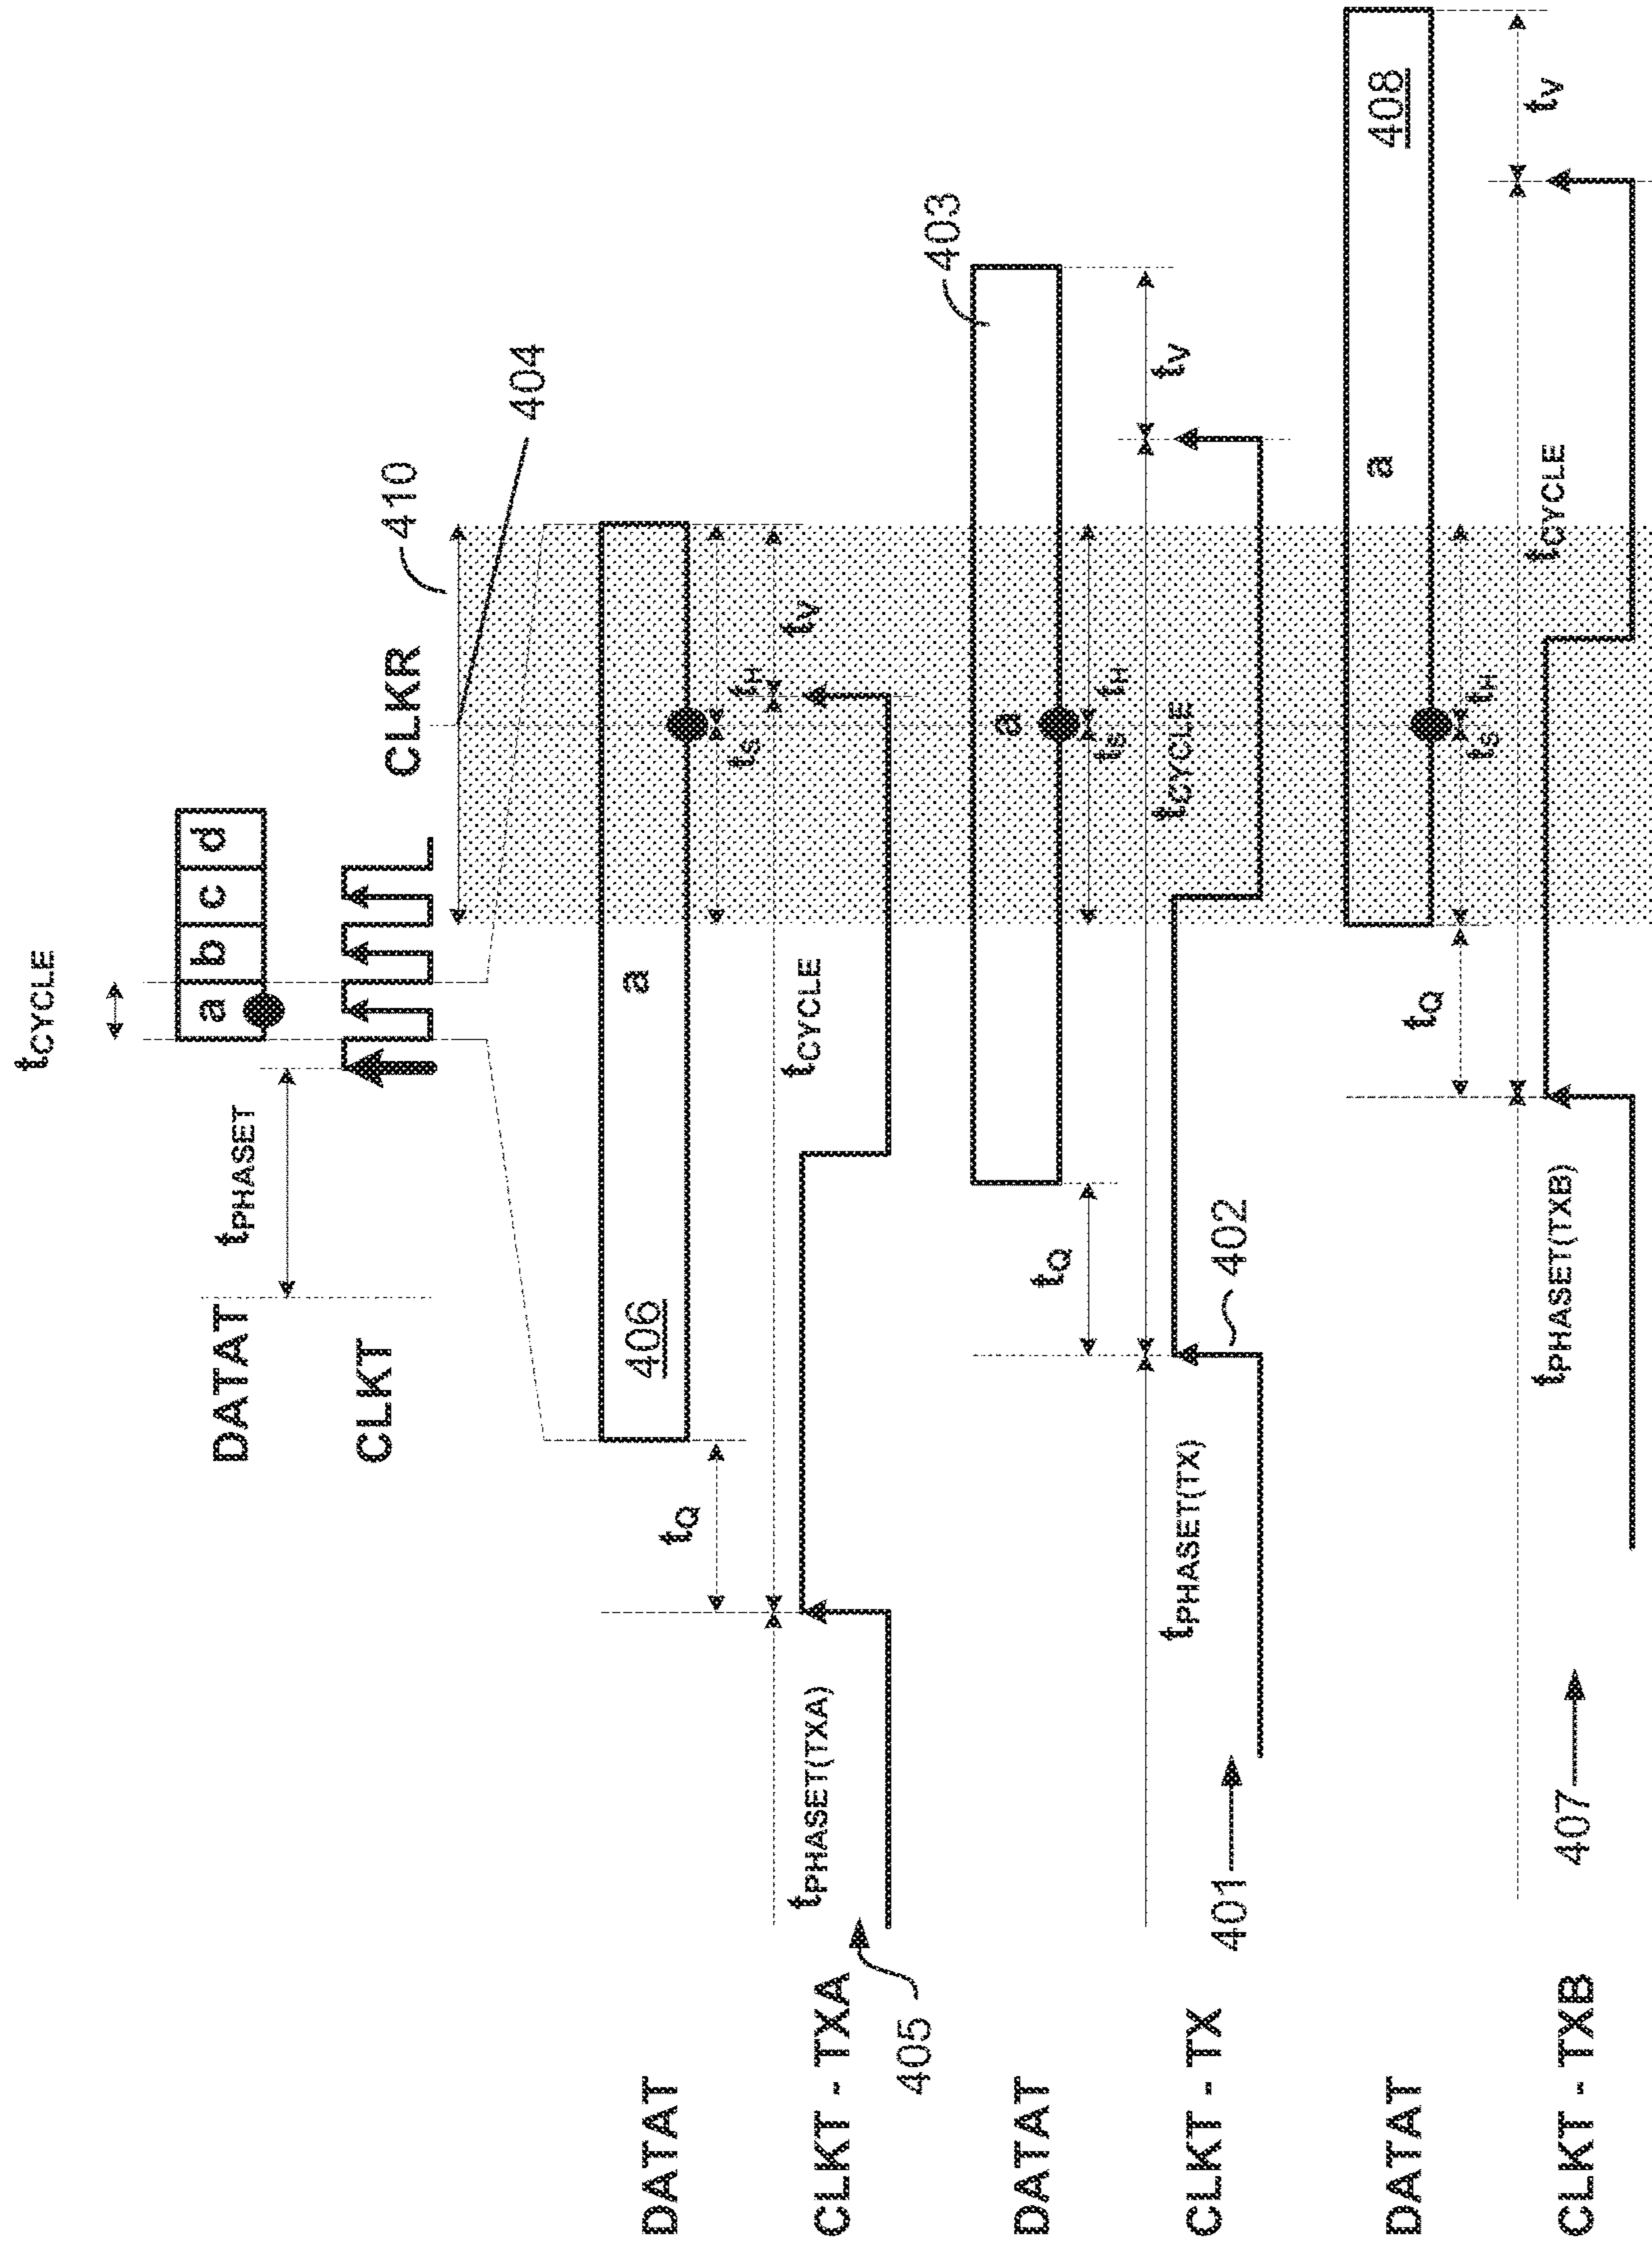 tCYCLE
DATAT
tPHASET
a b c d
CLKT
CLKR
410
404
DATAT
406
a
tQ
tS
tH
CLKT - TXA
tPHASET(TXA)
tCYCLE
tV
405
DATAT
a
403
tQ
tS
tH
CLKT - TX
tPHASET(TX)
tCYCLE
tV
401
402
DATAT
a
408
tQ
tS
tH
CLKT - TXB
tPHASET(TXB)
tCYCLE
tV
407